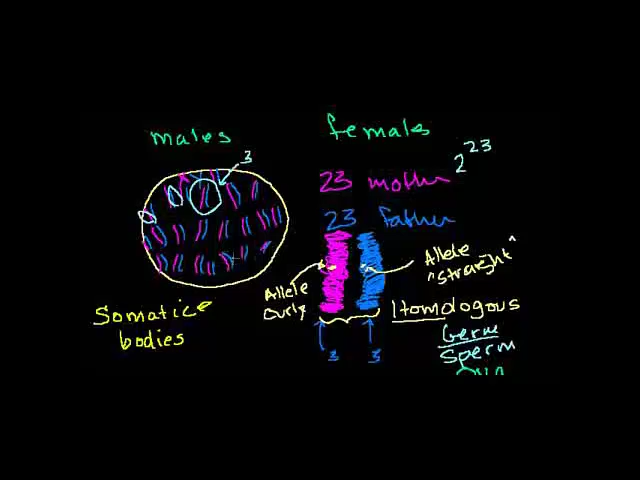 males
females
3
2^23
23 mother
23 father
Allele
"straight"
Allele
curly
Somatic
bodies
Homologous
Germ
Sperm
3 3